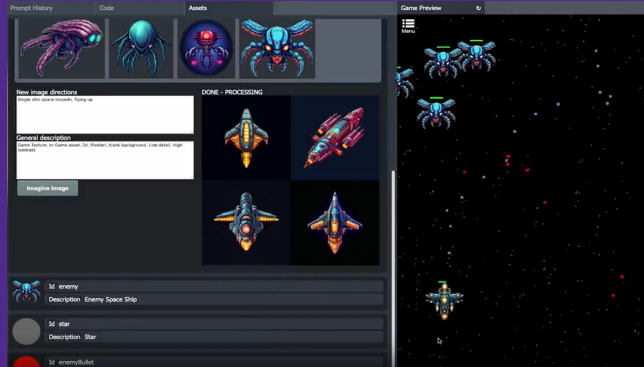 Prompt History
Code
Assets
Game Preview
Menu
New image directions
Single slim space torpedo, flying up
DONE - PROCESSING
General description
Game Texture. In-Game asset. 2d. Pixelart. blank background. Low detail. High
contrast.
Imagine Image
Id enemy
Description Enemy Space Ship
Id star
Description Star
Id enemyBullet